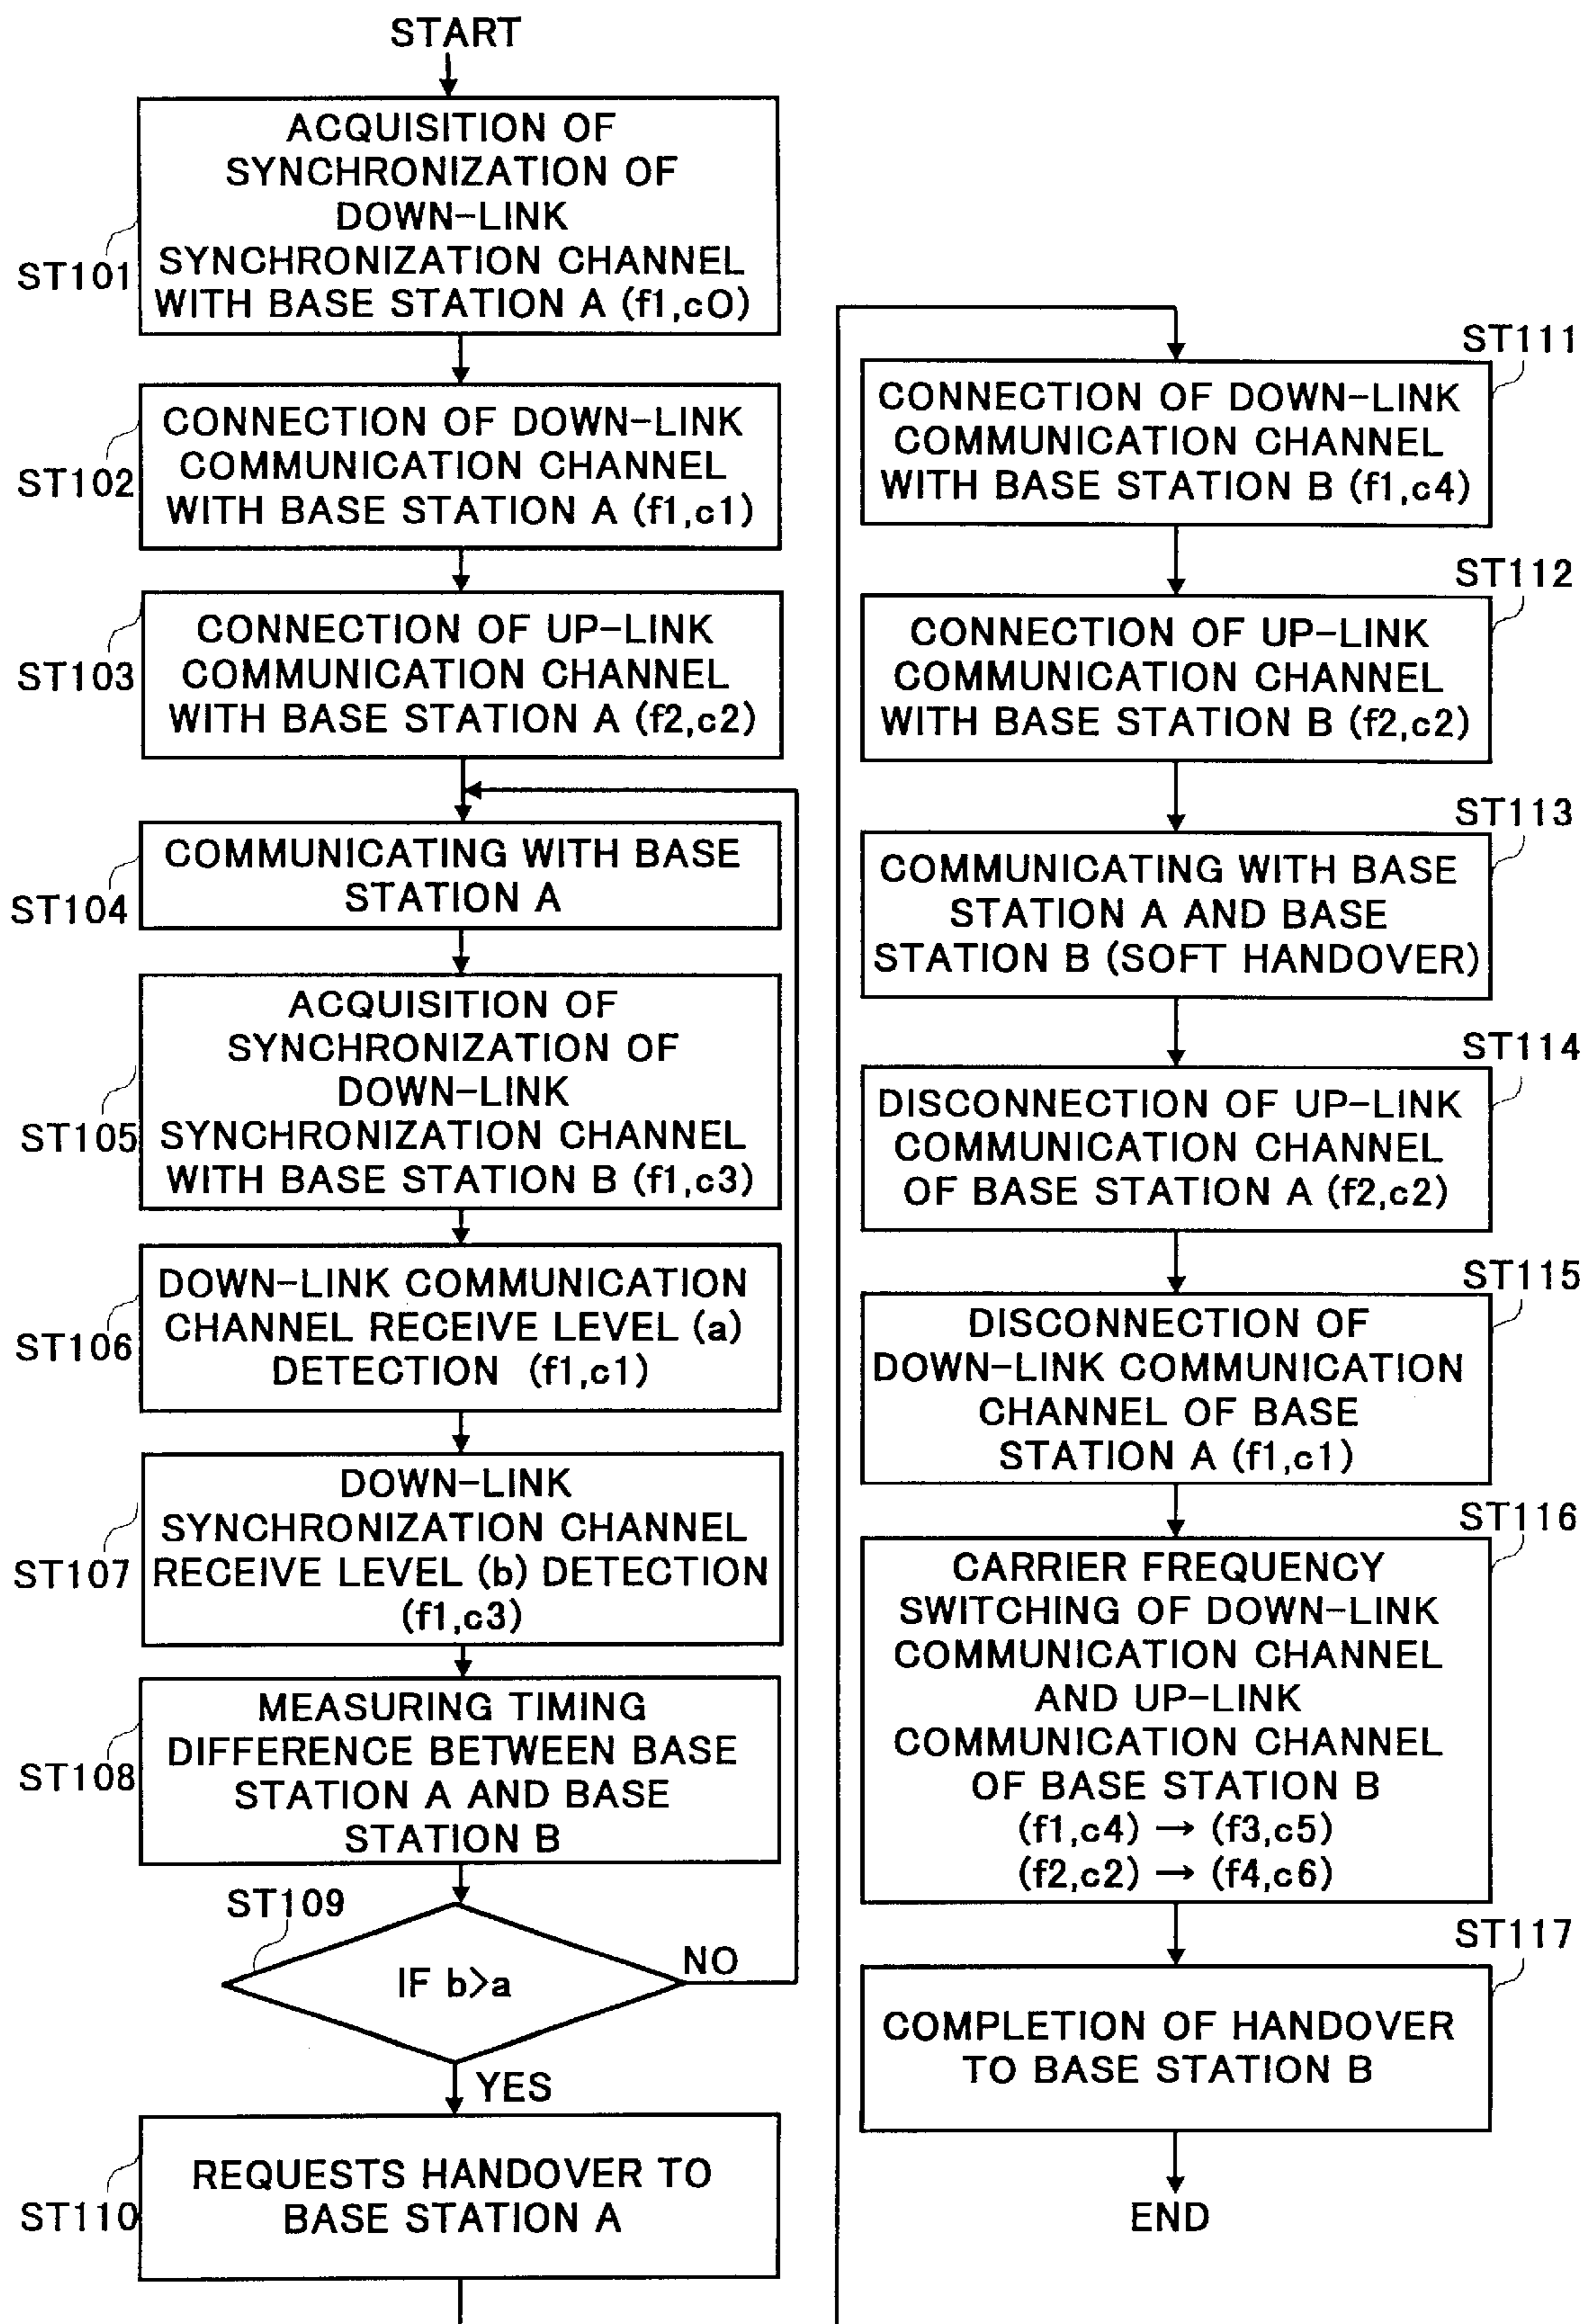 START
ACQUISITION OF
SYNCHRONIZATION OF
DOWN-LINK
SYNCHRONIZATION CHANNEL
WITH BASE STATION A (f1,c0)
ST101
CONNECTION OF DOWN-LINK
COMMUNICATION CHANNEL
WITH BASE STATION A (f1,c1)
ST102
CONNECTION OF UP-LINK
COMMUNICATION CHANNEL
WITH BASE STATION A (f2,c2)
ST103
COMMUNICATING WITH BASE
STATION A
ST104
ACQUISITION OF
SYNCHRONIZATION OF
DOWN-LINK
SYNCHRONIZATION CHANNEL
WITH BASE STATION B (f1,c3)
ST105
DOWN-LINK COMMUNICATION
CHANNEL RECEIVE LEVEL (a)
DETECTION (f1,c1)
ST106
DOWN-LINK
SYNCHRONIZATION CHANNEL
RECEIVE LEVEL (b) DETECTION
(f1,c3)
ST107
MEASURING TIMING
DIFFERENCE BETWEEN BASE
STATION A AND BASE
STATION B
ST108
ST109
IF b>a
NO
YES
REQUESTS HANDOVER TO
BASE STATION A
ST110
ST111
CONNECTION OF DOWN-LINK
COMMUNICATION CHANNEL
WITH BASE STATION B (f1,c4)
ST112
CONNECTION OF UP-LINK
COMMUNICATION CHANNEL
WITH BASE STATION B (f2,c2)
ST113
COMMUNICATING WITH BASE
STATION A AND BASE
STATION B (SOFT HANDOVER)
ST114
DISCONNECTION OF UP-LINK
COMMUNICATION CHANNEL
OF BASE STATION A (f2,c2)
ST115
DISCONNECTION OF
DOWN-LINK COMMUNICATION
CHANNEL OF BASE
STATION A (f1,c1)
ST116
CARRIER FREQUENCY
SWITCHING OF DOWN-LINK
COMMUNICATION CHANNEL
AND UP-LINK
COMMUNICATION CHANNEL
OF BASE STATION B
(f1,c4) → (f3,c5)
(f2,c2) → (f4,c6)
ST117
COMPLETION OF HANDOVER
TO BASE STATION B
END